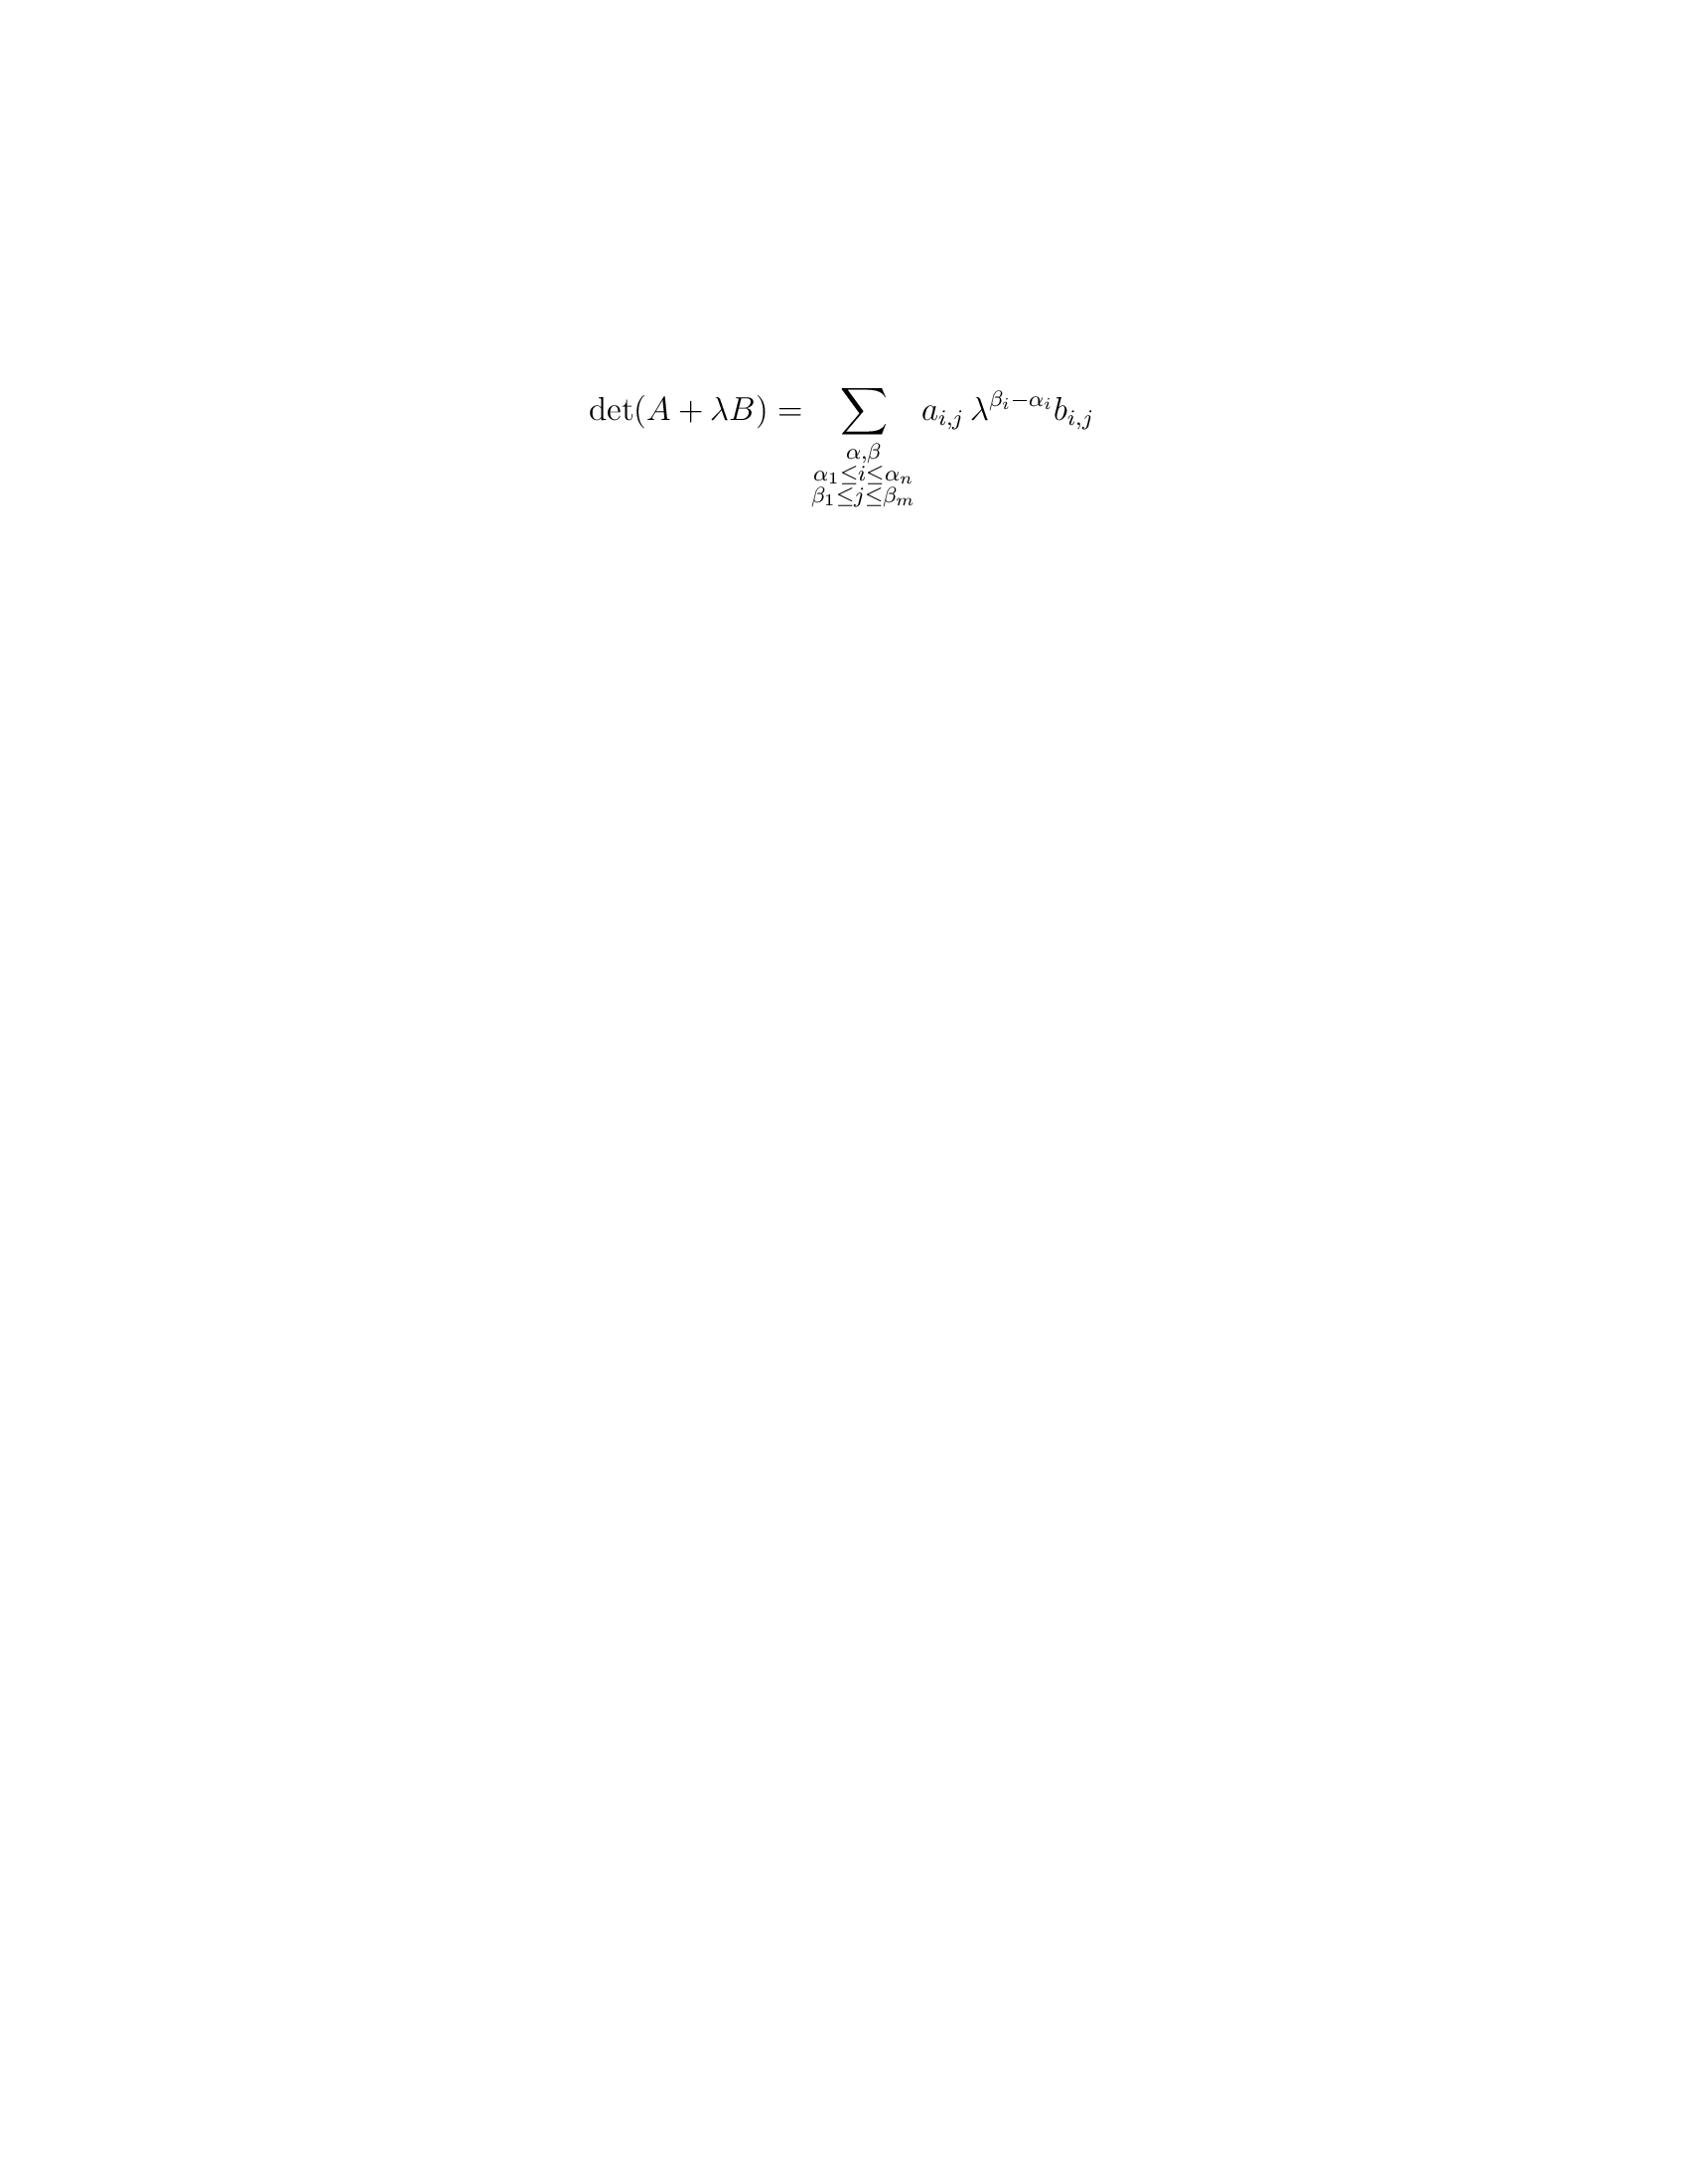 \det(A + \lambda B) = \sum_{\substack{\alpha,\beta \\ \alpha_1 \leq i \leq \alpha_n \\ \beta_1 \leq j \leq \beta_m}} a_{i,j} \, \lambda^{\beta_i - \alpha_i} b_{i,j}